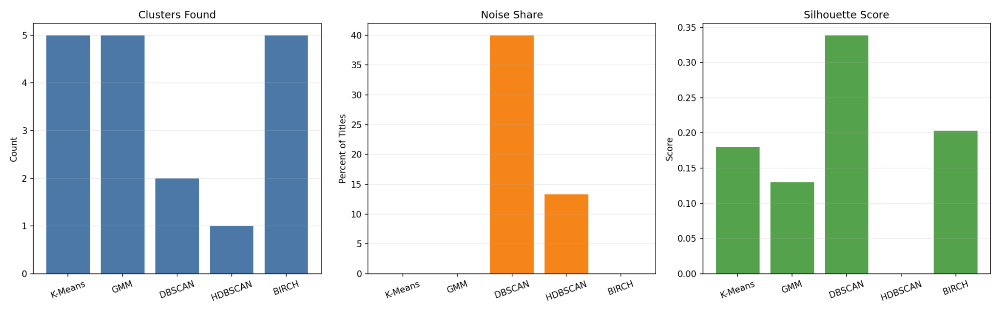 Clusters Found
Count
5
4
3
2
1
0
K-Means
GMM
DBSCAN
HDBSCAN
BIRCH
Noise Share
Percent of Titles
40
35
30
25
20
15
10
5
0
K-Means
GMM
DBSCAN
HDBSCAN
BIRCH
Silhouette Score
Score
0.35
0.30
0.25
0.20
0.15
0.10
0.05
0.00
K-Means
GMM
DBSCAN
HDBSCAN
BIRCH